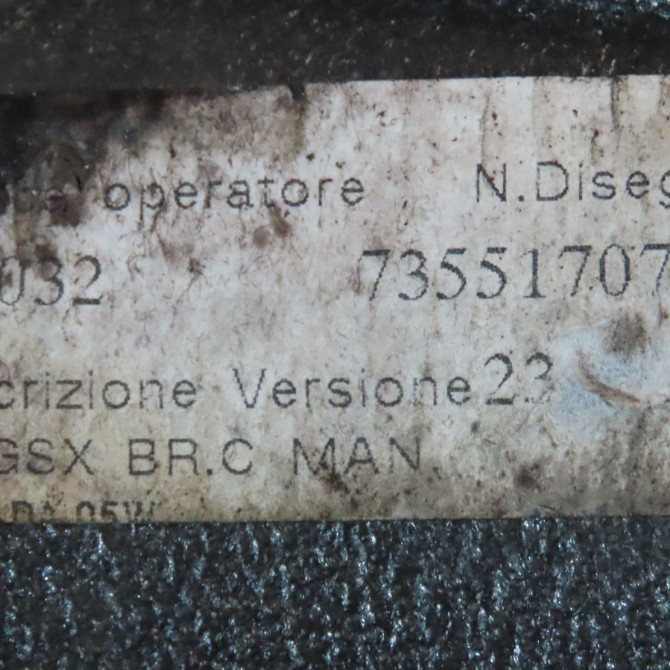 operatore N.Diseg
032 73551707
crizione Versione 23
GSX BR.C MAN.